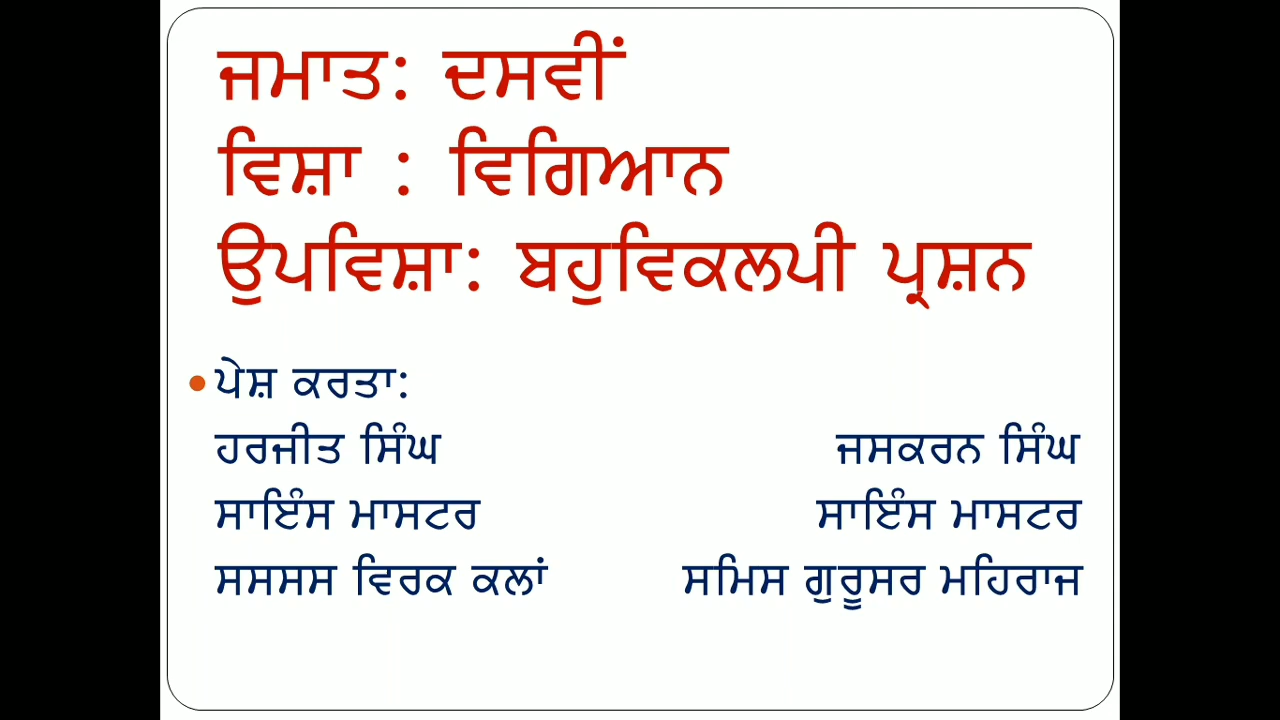 ਜਮਾਤ: ਦਸਵੀਂ
ਵਿਸ਼ਾ : ਵਿਗਿਆਨ
ਉਪਵਿਸ਼ਾ: ਬਹੁਵਿਕਲਪੀ ਪ੍ਰਸ਼ਨ
• ਪੇਸ਼ ਕਰਤਾ:
ਹਰਜੀਤ ਸਿੰਘ ਜਸਕਰਨ ਸਿੰਘ
ਸਾਇੰਸ ਮਾਸਟਰ ਸਾਇੰਸ ਮਾਸਟਰ
ਸਸਸਸ ਵਿਰਕ ਕਲਾਂ ਸਮਿਸ ਗੁਰੂਸਰ ਮਹਿਰਾਜ